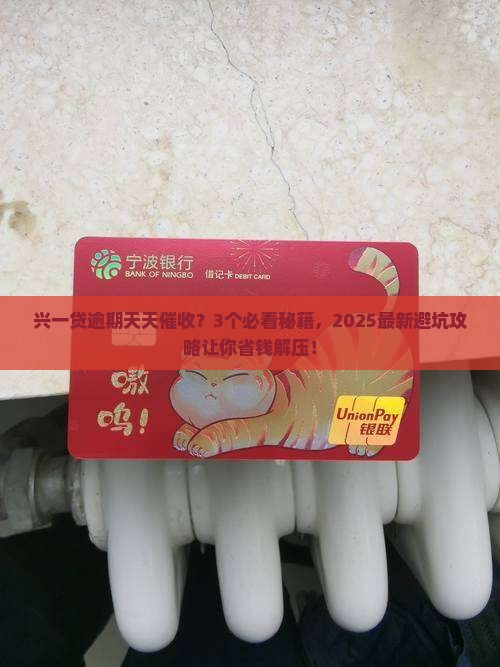 宁波银行
BANK OF NINGBO
借记卡 DEBIT CARD
兴一贷逾期天天催收？3个必看秘籍，2025最新避坑攻
略让你省钱解压！
嗷
呜！
UnionPay
银联